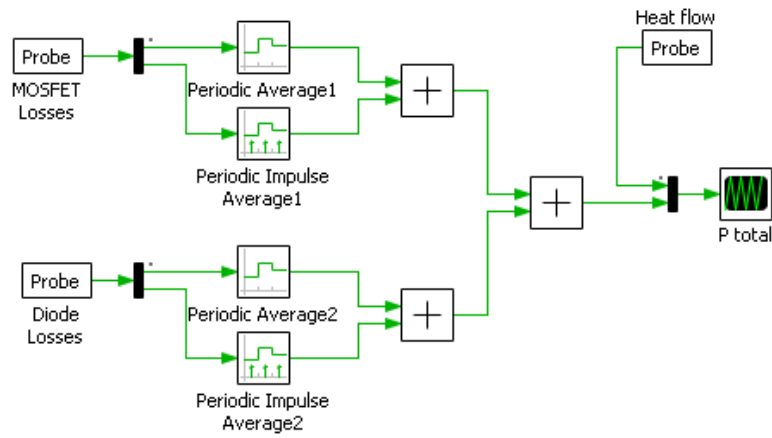 Heat flow
Probe
Probe
MOSFET
Losses
Periodic Average1
Periodic Impulse
Average1
P total
Probe
Diode
Losses
Periodic Average2
Periodic Impulse
Average2